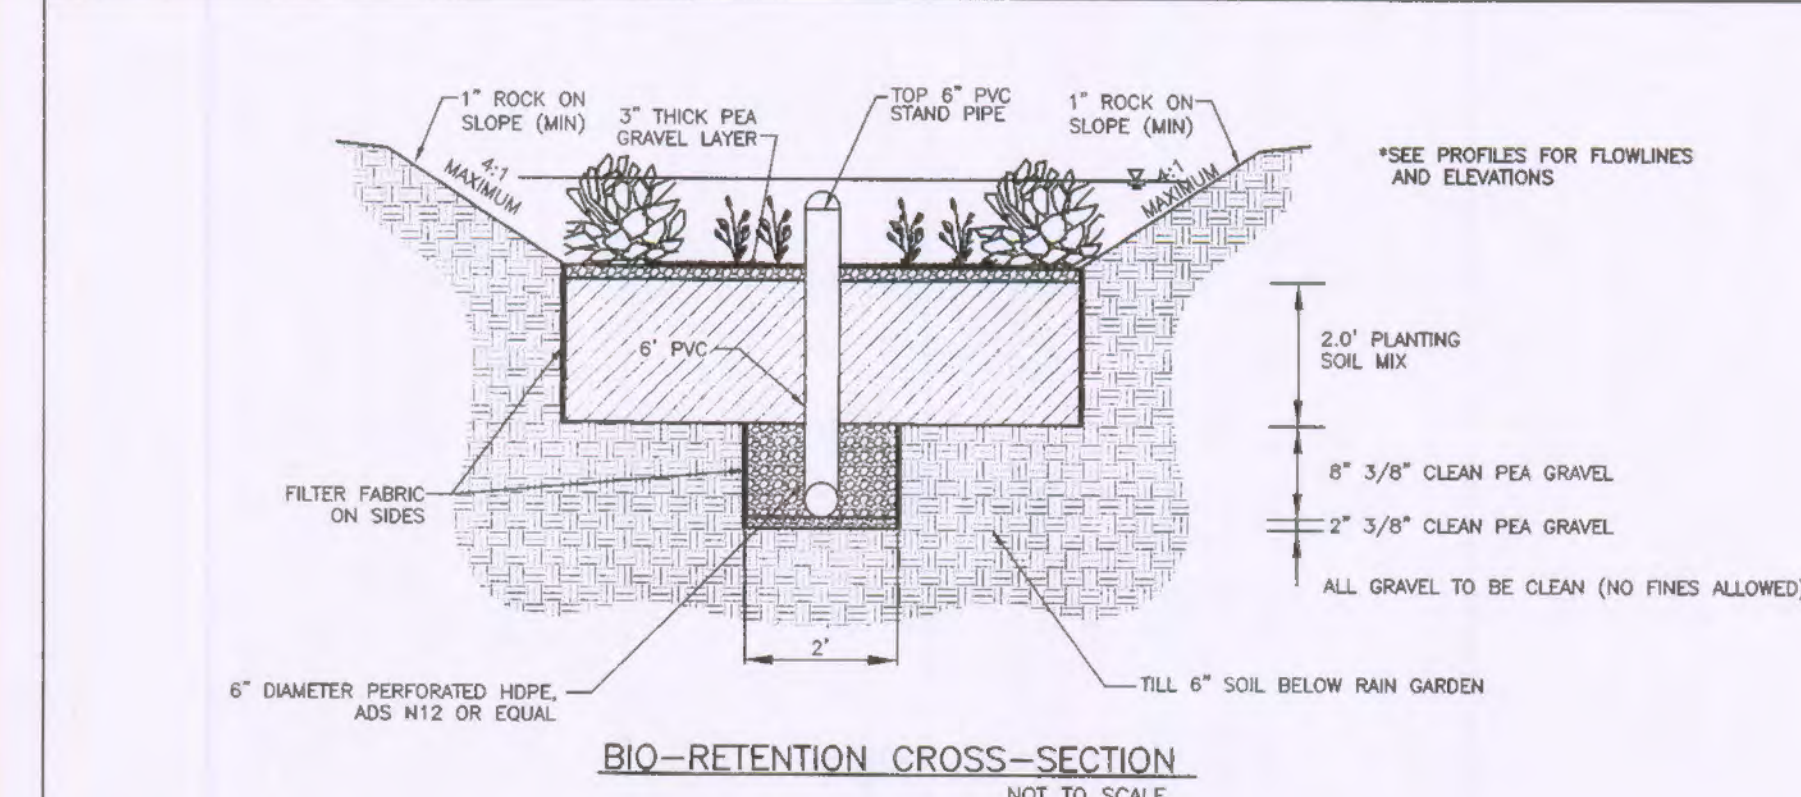 1" ROCK ON
SLOPE (MIN)
3" THICK PEA
GRAVEL LAYER
TOP 6" PVC
STAND PIPE
1" ROCK ON
SLOPE (MIN)
*SEE PROFILES FOR FLOWLINES
AND ELEVATIONS
4:1
MAXIMUM
4:1
MAXIMUM
6' PVC
2.0' PLANTING
SOIL MIX
FILTER FABRIC
ON SIDES
8" 3/8" CLEAN PEA GRAVEL
2" 3/8" CLEAN PEA GRAVEL
ALL GRAVEL TO BE CLEAN (NO FINES ALLOWED)
2'
6" DIAMETER PERFORATED HDPE,
ADS N12 OR EQUAL
TILL 6" SOIL BELOW RAIN GARDEN
BIO-RETENTION CROSS-SECTION
NOT TO SCALE